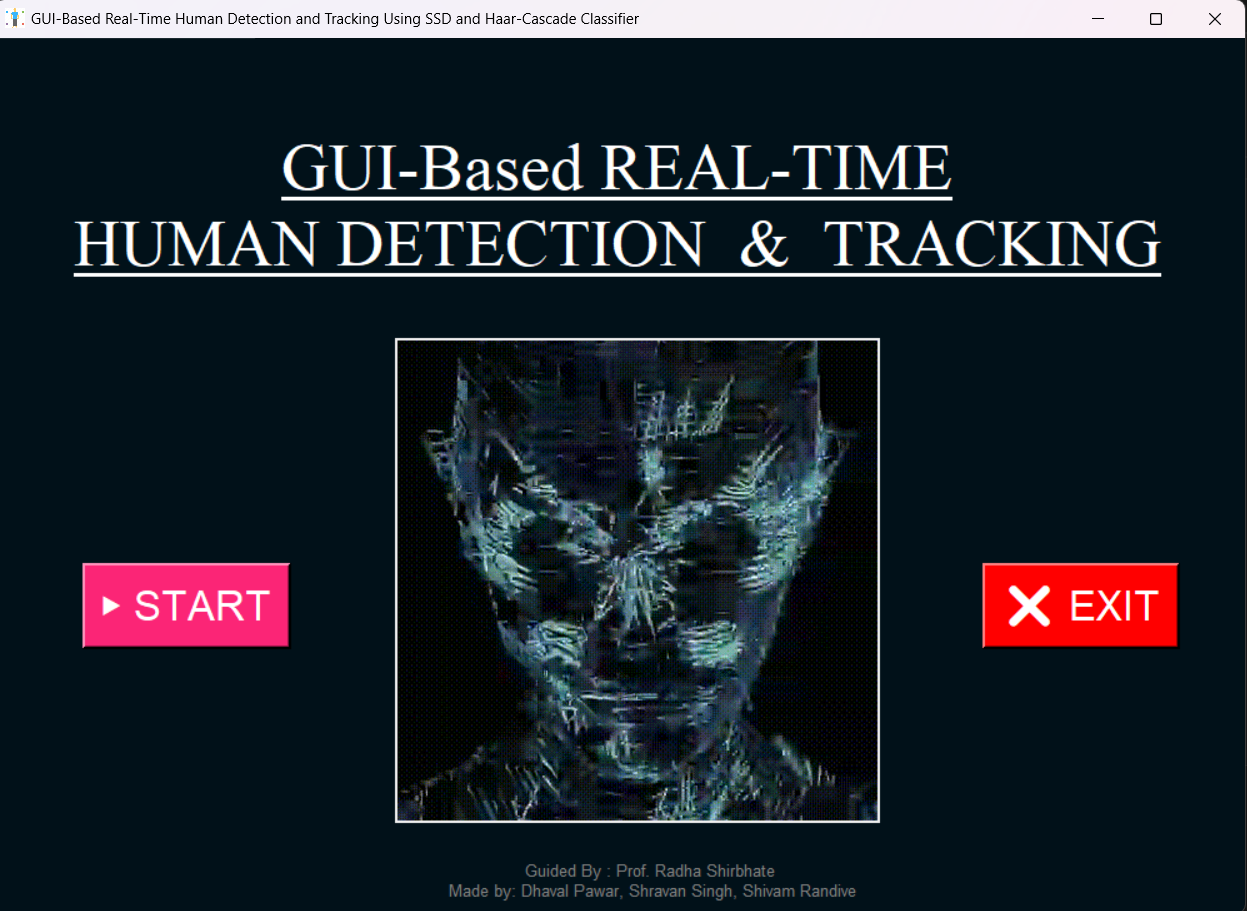 GUI-Based Real-Time Human Detection and Tracking Using SSD and Haar-Cascade Classifier
GUI-Based REAL-TIME
HUMAN DETECTION & TRACKING
START
EXIT
Guided By : Prof. Radha Shirbhate
Made by: Dhaval Pawar, Shravan Singh, Shivam Randive